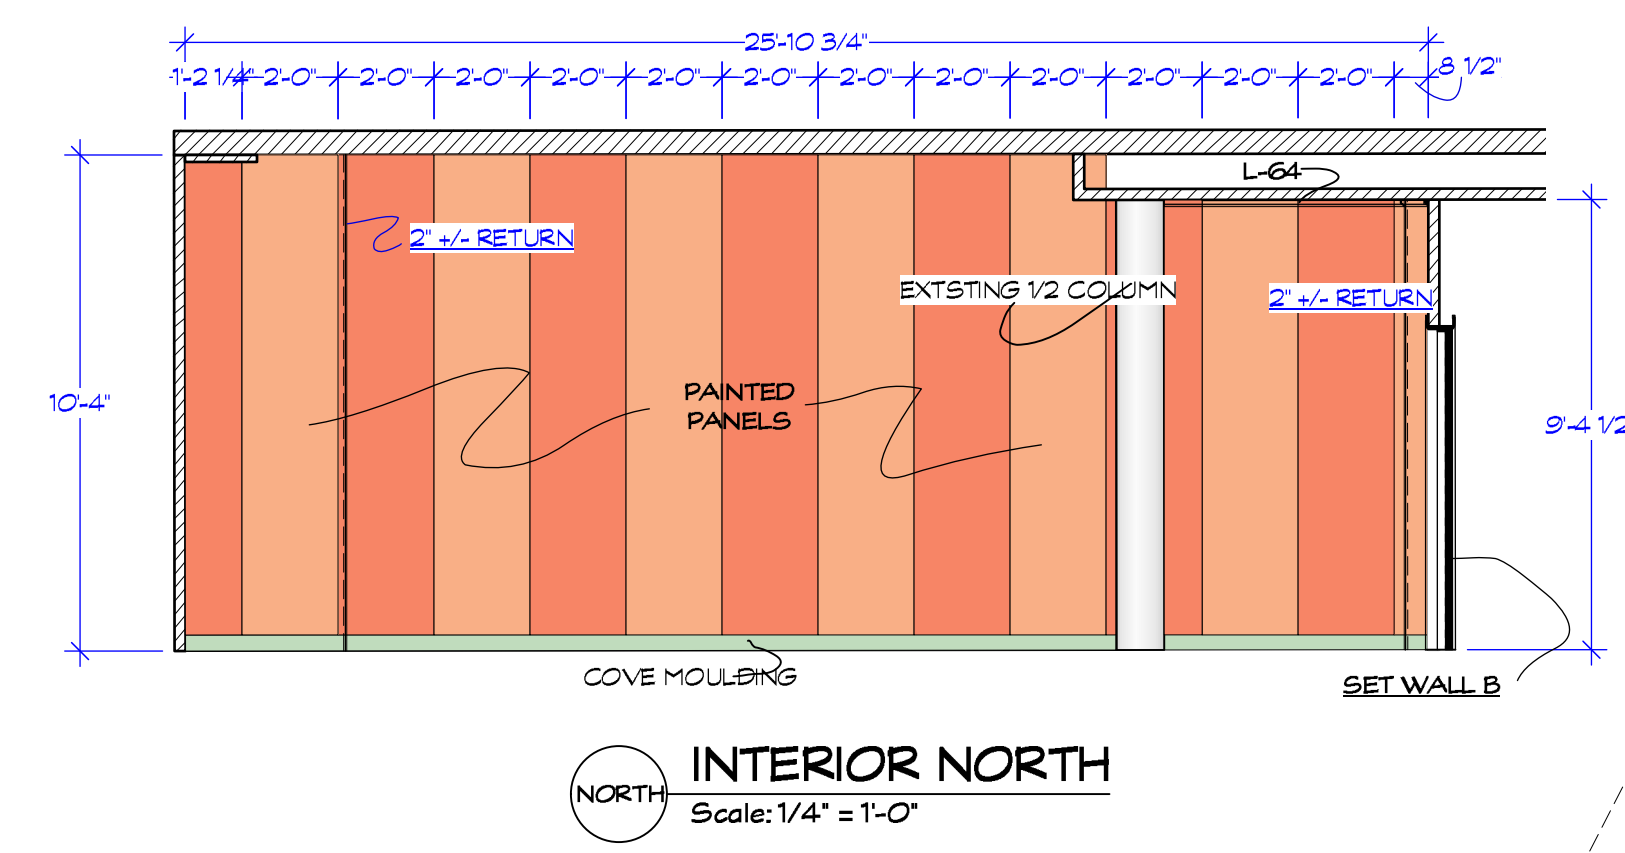 25'-10 3/4"
1'-2 1/4" 2'-0" 2'-0" 2'-0" 2'-0" 2'-0" 2'-0" 2'-0" 2'-0" 2'-0" 2'-0" 2'-0" 2'-0" 8 1/2"
L-64
2" +/- RETURN
EXTSTING 1/2 COLUMN
2" +/- RETURN
PAINTED
PANELS
10'-4"
9'-4 1/2
COVE MOULDING
SET WALL B
INTERIOR NORTH
NORTH
Scale: 1/4" = 1'-0"